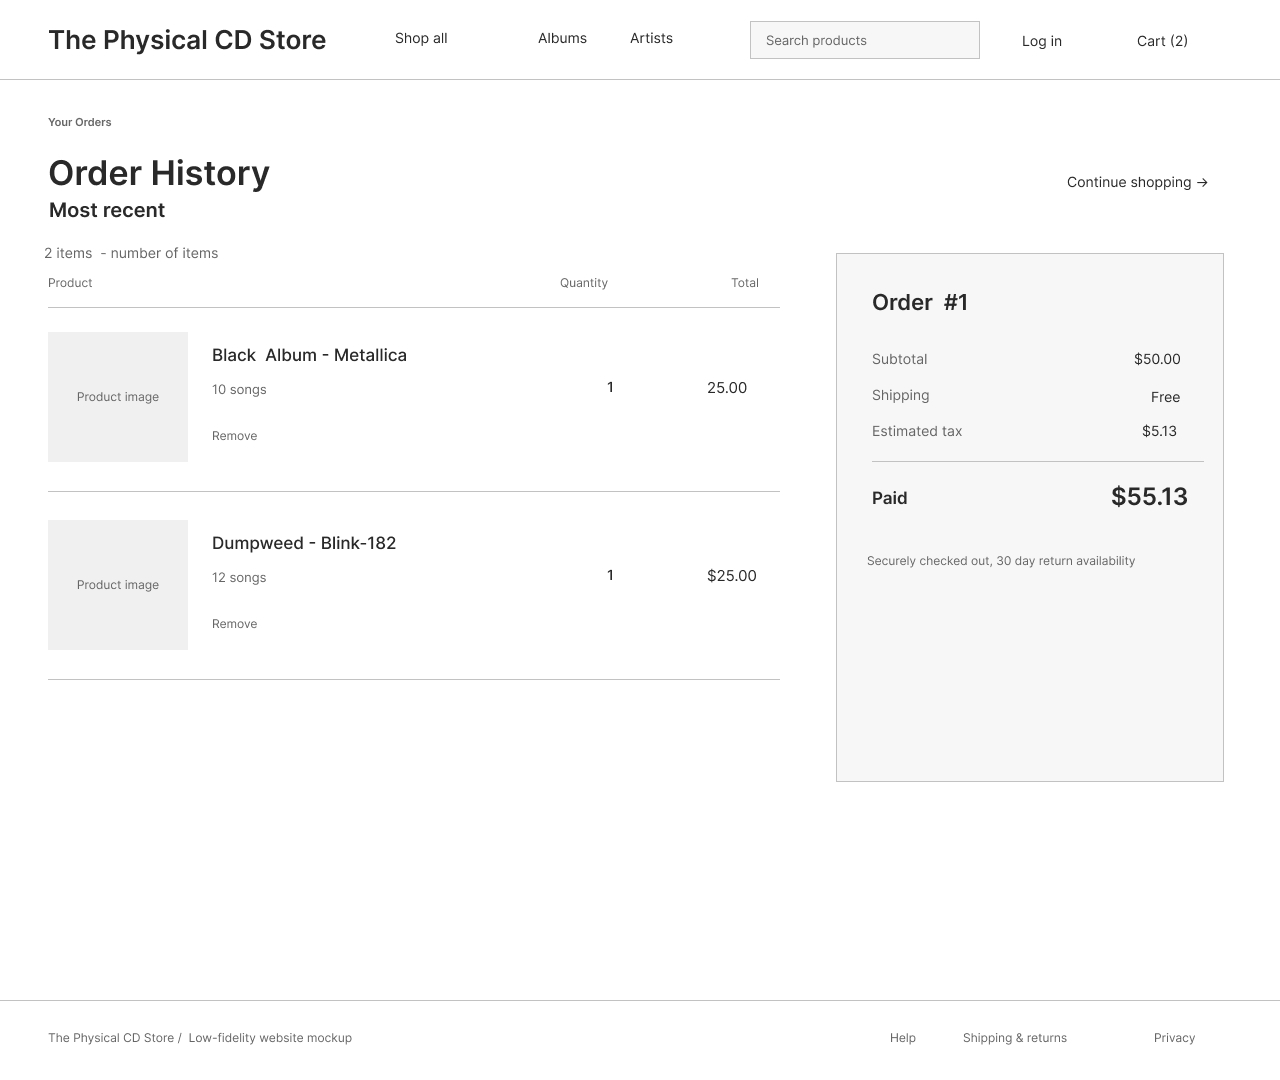 The Physical CD Store Shop all Albums Artists Search products Log in Cart (2)
Your Orders
Order History
Continue shopping →
Most recent
2 items - number of items
Product Quantity Total
Product image
Black Album - Metallica
10 songs
1 25.00
Remove
Product image
Dumpweed - Blink-182
12 songs
1 $25.00
Remove
Order #1
Subtotal $50.00
Shipping Free
Estimated tax $5.13
Paid $55.13
Securely checked out, 30 day return availability
The Physical CD Store / Low-fidelity website mockup Help Shipping & returns Privacy